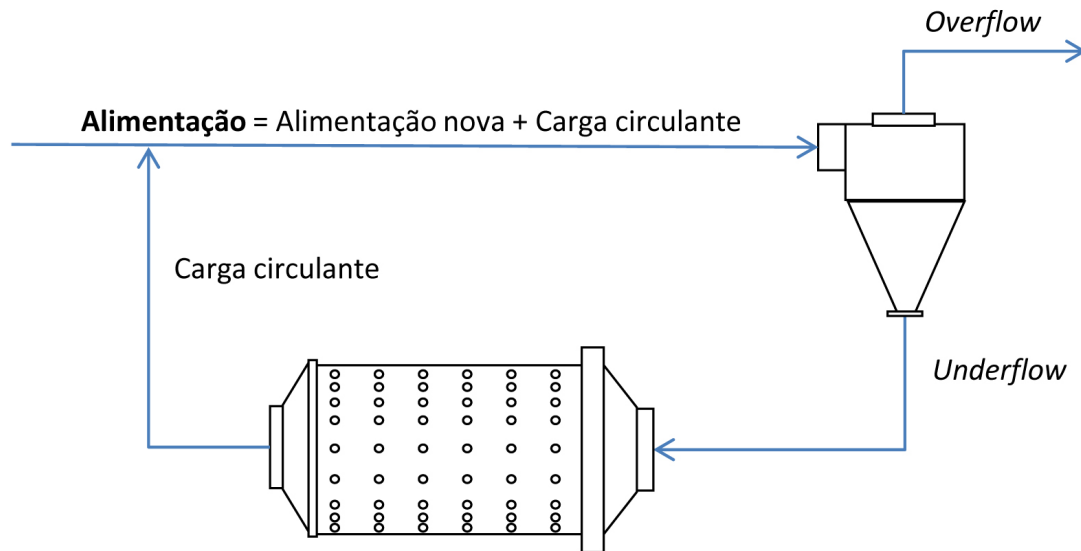 Overflow
Alimentação = Alimentação nova + Carga circulante
Carga circulante
Underflow